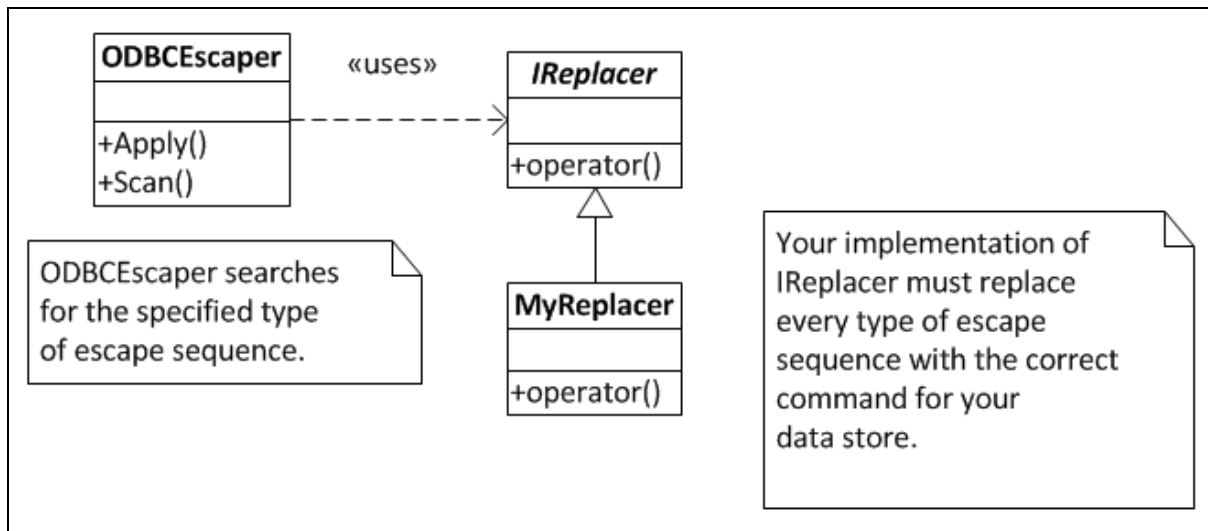 ODBCEscaper
«uses»
IReplacer
+Apply()
+Scan()
+operator()
ODBCEscaper searches
for the specified type
of escape sequence.
MyReplacer
+operator()
Your implementation of
IReplacer must replace
every type of escape
sequence with the correct
command for your
data store.